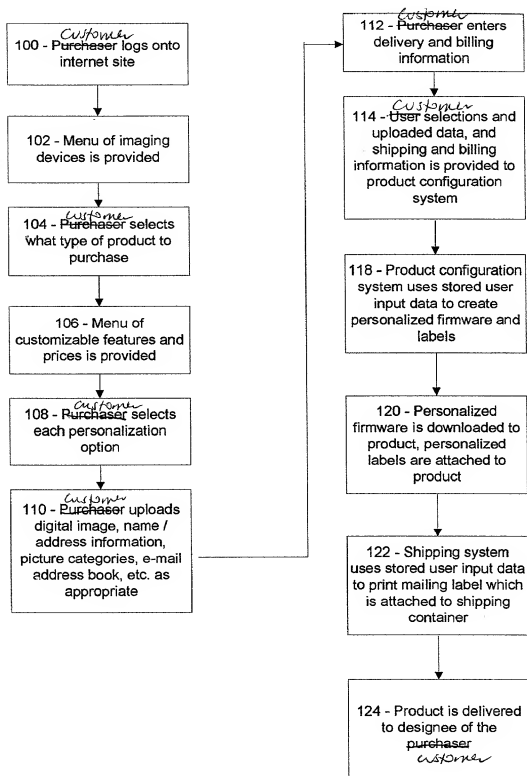 Customer
100 - Purchaser logs onto
internet site
102 - Menu of imaging
devices is provided
Customer
104 - Purchaser selects
what type of product to
purchase
106 - Menu of
customizable features and
prices is provided
Customer
108 - Purchaser selects
each personalization
option
Customer
110 - Purchaser uploads
digital image, name /
address information,
picture categories, e-mail
address book, etc. as
appropriate
Customer
112 - Purchaser enters
delivery and billing
information
Customer
114 - User selections and
uploaded data, and
shipping and billing
information is provided to
product configuration
system
118 - Product configuration
system uses stored user
input data to create
personalized firmware and
labels
120 - Personalized
firmware is downloaded to
product, personalized
labels are attached to
product
122 - Shipping system
uses stored user input data
to print mailing label which
is attached to shipping
container
124 - Product is delivered
to designee of the
purchaser
customer